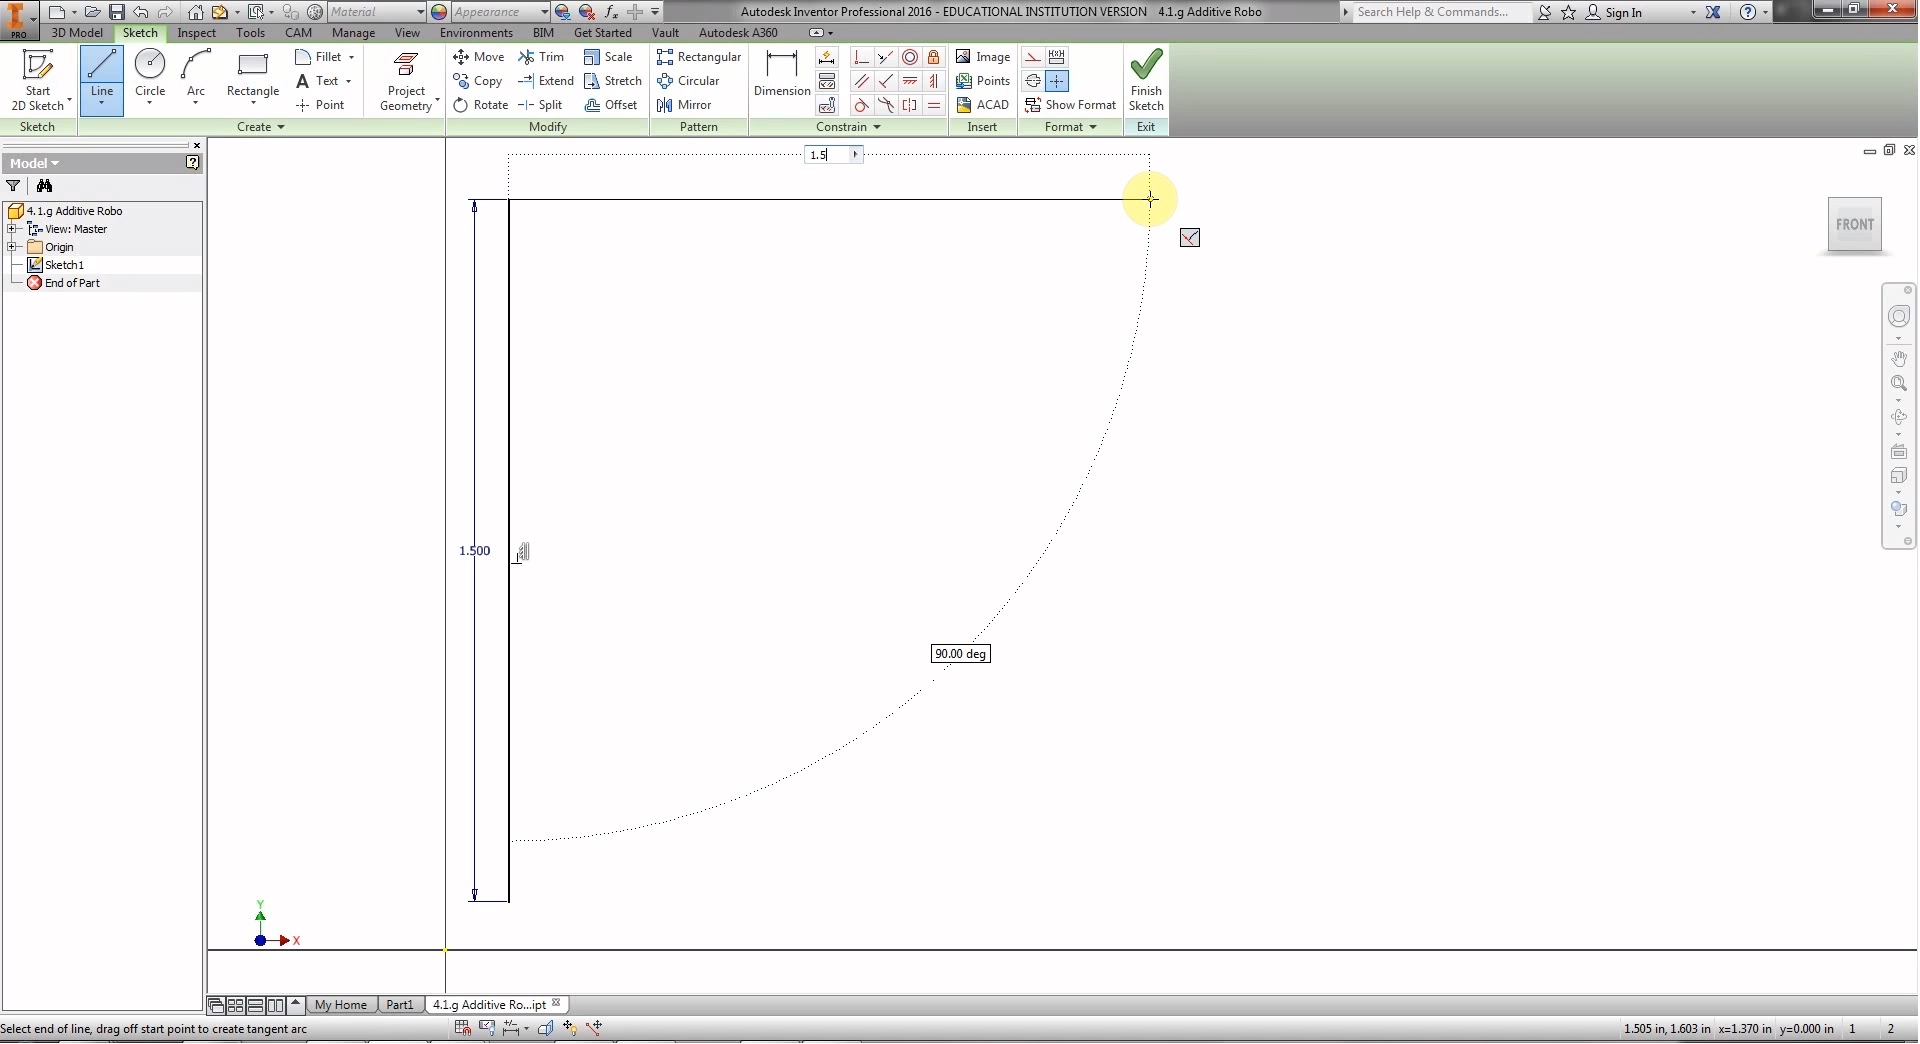 Material
Appearance
Autodesk Inventor Professional 2016 - EDUCATIONAL INSTITUTION VERSION 4.1.g Additive Robo
Search Help & Commands...
Sign In
PRO
3D Model Sketch Inspect Tools CAM Manage View Environments BIM Get Started Vault Autodesk A360
Start
2D Sketch
Line
Circle
Arc
Rectangle
Fillet
Text
Point
Project
Geometry
Move
Copy
Rotate
Trim
Extend
Split
Scale
Stretch
Offset
Rectangular
Circular
Mirror
Dimension
Image
Points
ACAD
Show Format
Finish
Sketch
Sketch Create Modify Pattern Constrain Insert Format Exit
Model
4.1.g Additive Robo
View: Master
Origin
Sketch1
End of Part
1.5
1.500
90.00 deg
FRONT
Y
X
My Home Part1 4.1.g Additive Ro...ipt
Select end of line, drag off start point to create tangent arc
1.505 in, 1.603 in x=1.370 in y=0.000 in 1 2